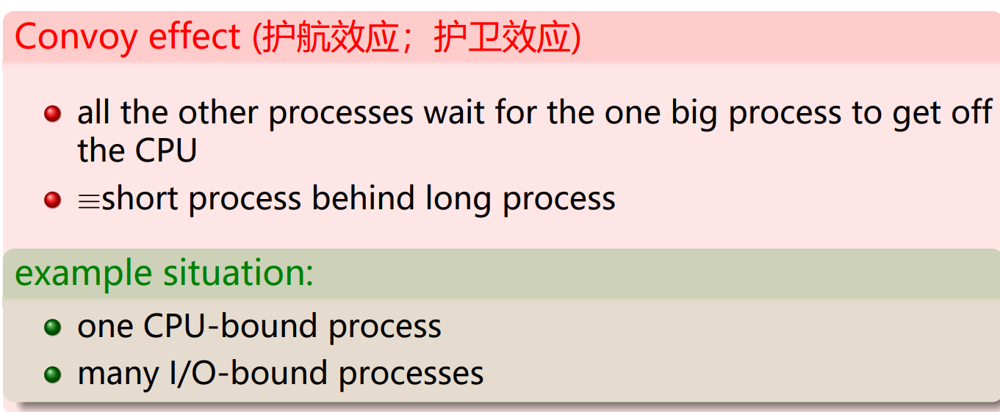 Convoy effect (护航效应；护卫效应)
all the other processes wait for the one big process to get off
the CPU
≡short process behind long process
example situation:
one CPU-bound process
many I/O-bound processes